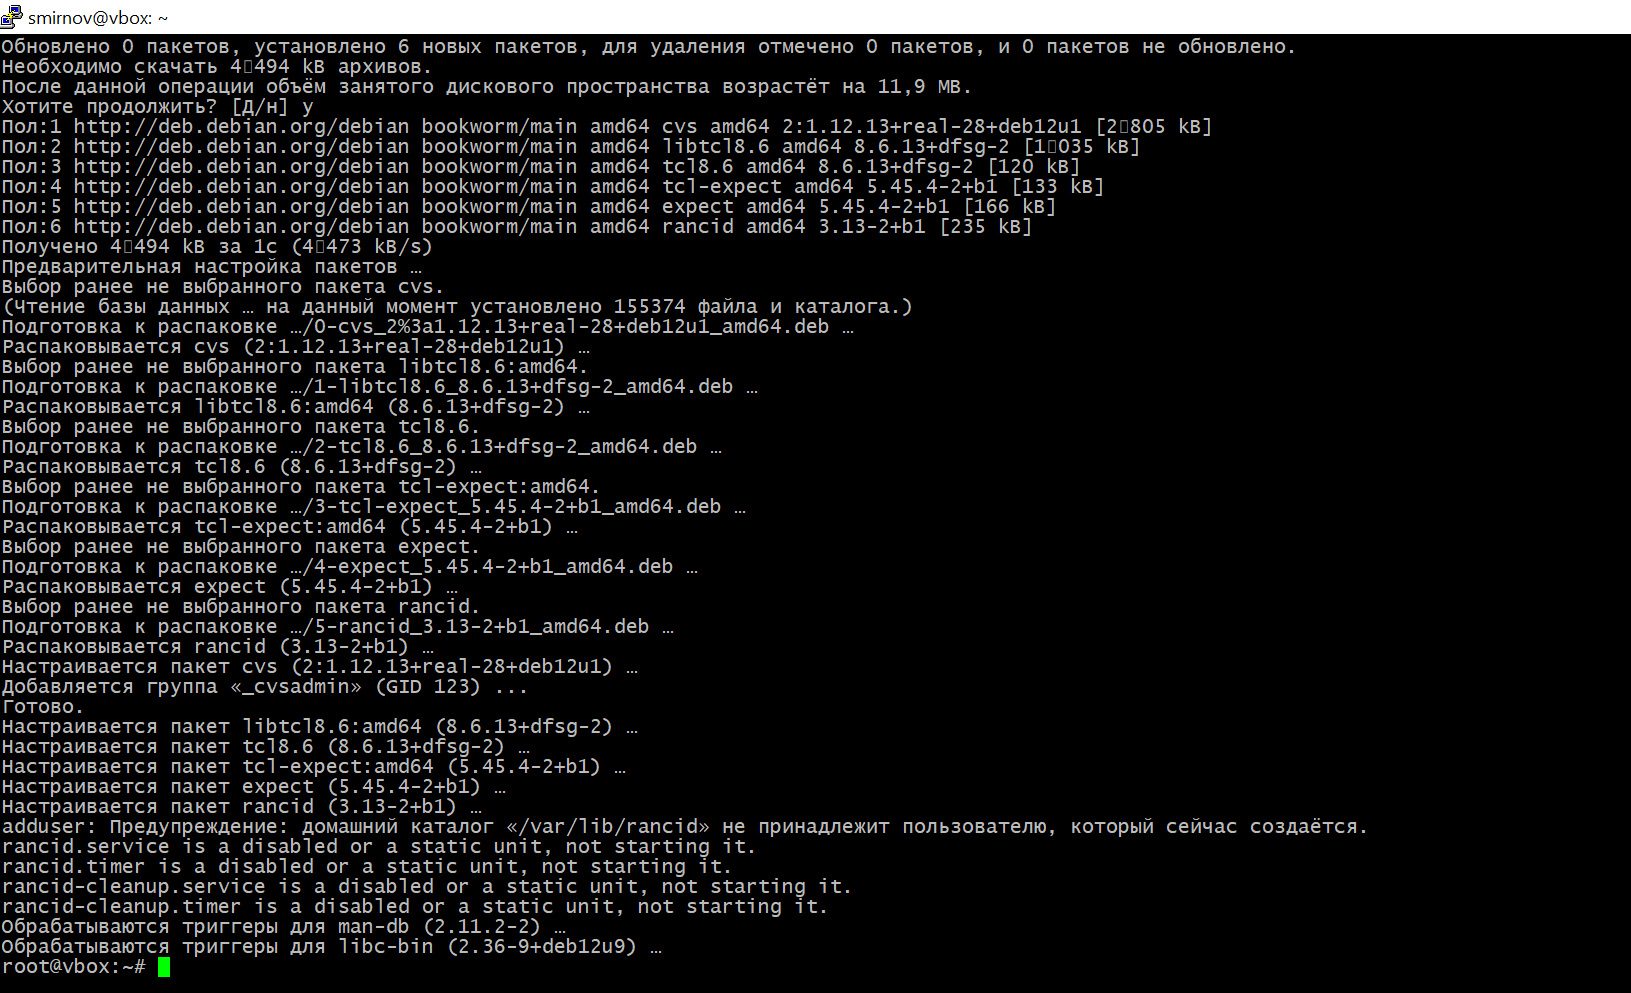 smirnov@vbox: ~
Обновлено 0 пакетов, установлено 6 новых пакетов, для удаления отмечено 0 пакетов, и 0 пакетов не обновлено.
Необходимо скачать 4▯494 kB архивов.
После данной операции объём занятого дискового пространства возрастёт на 11,9 MB.
Хотите продолжить? [Д/н] y
Пол:1 http://deb.debian.org/debian bookworm/main amd64 cvs amd64 2:1.12.13+real-28+deb12u1 [2▯805 kB]
Пол:2 http://deb.debian.org/debian bookworm/main amd64 libtcl8.6 amd64 8.6.13+dfsg-2 [1▯035 kB]
Пол:3 http://deb.debian.org/debian bookworm/main amd64 tcl8.6 amd64 8.6.13+dfsg-2 [120 kB]
Пол:4 http://deb.debian.org/debian bookworm/main amd64 tcl-expect amd64 5.45.4-2+b1 [133 kB]
Пол:5 http://deb.debian.org/debian bookworm/main amd64 expect amd64 5.45.4-2+b1 [166 kB]
Пол:6 http://deb.debian.org/debian bookworm/main amd64 rancid amd64 3.13-2+b1 [235 kB]
Получено 4▯494 kB за 1с (4▯473 kB/s)
Предварительная настройка пакетов …
Выбор ранее не выбранного пакета cvs.
(Чтение базы данных … на данный момент установлено 155374 файла и каталога.)
Подготовка к распаковке …/0-cvs_2%3a1.12.13+real-28+deb12u1_amd64.deb …
Распаковывается cvs (2:1.12.13+real-28+deb12u1) …
Выбор ранее не выбранного пакета libtcl8.6:amd64.
Подготовка к распаковке …/1-libtcl8.6_8.6.13+dfsg-2_amd64.deb …
Распаковывается libtcl8.6:amd64 (8.6.13+dfsg-2) …
Выбор ранее не выбранного пакета tcl8.6.
Подготовка к распаковке …/2-tcl8.6_8.6.13+dfsg-2_amd64.deb …
Распаковывается tcl8.6 (8.6.13+dfsg-2) …
Выбор ранее не выбранного пакета tcl-expect:amd64.
Подготовка к распаковке …/3-tcl-expect_5.45.4-2+b1_amd64.deb …
Распаковывается tcl-expect:amd64 (5.45.4-2+b1) …
Выбор ранее не выбранного пакета expect.
Подготовка к распаковке …/4-expect_5.45.4-2+b1_amd64.deb …
Распаковывается expect (5.45.4-2+b1) …
Выбор ранее не выбранного пакета rancid.
Подготовка к распаковке …/5-rancid_3.13-2+b1_amd64.deb …
Распаковывается rancid (3.13-2+b1) …
Настраивается пакет cvs (2:1.12.13+real-28+deb12u1) …
Добавляется группа «_cvsadmin» (GID 123) ...
Готово.
Настраивается пакет libtcl8.6:amd64 (8.6.13+dfsg-2) …
Настраивается пакет tcl8.6 (8.6.13+dfsg-2) …
Настраивается пакет tcl-expect:amd64 (5.45.4-2+b1) …
Настраивается пакет expect (5.45.4-2+b1) …
Настраивается пакет rancid (3.13-2+b1) …
adduser: Предупреждение: домашний каталог «/var/lib/rancid» не принадлежит пользователю, который сейчас создаётся.
rancid.service is a disabled or a static unit, not starting it.
rancid.timer is a disabled or a static unit, not starting it.
rancid-cleanup.service is a disabled or a static unit, not starting it.
rancid-cleanup.timer is a disabled or a static unit, not starting it.
Обрабатываются триггеры для man-db (2.11.2-2) …
Обрабатываются триггеры для libc-bin (2.36-9+deb12u9) …
root@vbox:~#